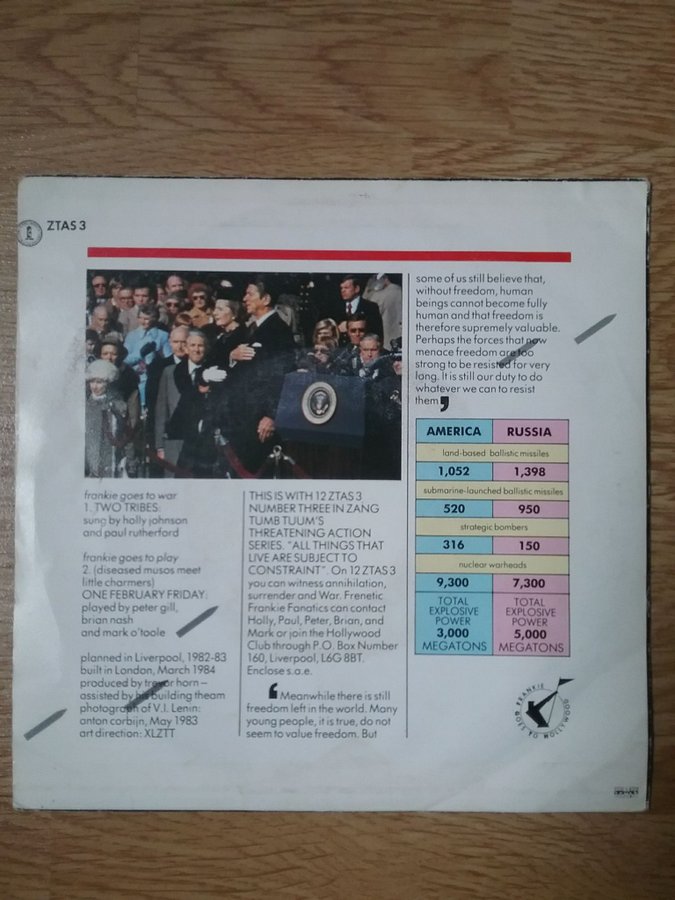 ZTAS 3
frankie goes to war
1. TWO TRIBES:
sung by holly johnson
and paul rutherford
frankie goes to play
2. (diseased musos meet
little charmers)
ONE FEBRUARY FRIDAY:
played by peter gill,
brian nash
and mark o'toole
planned in Liverpool, 1982-83
built in London, March 1984
produced by trevor horn –
assisted by his building theam
photograph of V.I. Lenin:
anton corbijn, May 1983
art direction: XLZTT
THIS IS WITH 12 ZTAS 3
NUMBER THREE IN ZANG
TUMB TUUM'S
THREATENING ACTION
SERIES. "ALL THINGS THAT
LIVE ARE SUBJECT TO
CONSTRAINT". On 12 ZTAS 3
you can witness annihilation,
surrender and War. Frenetic
Frankie Fanatics can contact
Holly, Paul, Peter, Brian, and
Mark or join the Hollywood
Club through P.O. Box Number
160, Liverpool, L6G 8BT.
Enclose s.a.e.
‘Meanwhile there is still
freedom left in the world. Many
young people, it is true, do not
seem to value freedom. But
some of us still believe that,
without freedom, human
beings cannot become fully
human and that freedom is
therefore supremely valuable.
Perhaps the forces that now
menace freedom are too
strong to be resisted for very
long. It is still our duty to do
whatever we can to resist
them’
AMERICA RUSSIA
land-based ballistic missiles
1,052 1,398
submarine-launched ballistic missiles
520 950
strategic bombers
316 150
nuclear warheads
9,300 7,300
TOTAL TOTAL
EXPLOSIVE EXPLOSIVE
POWER POWER
3,000 5,000
MEGATONS MEGATONS
FRANKIE GOES TO HOLLYWOOD